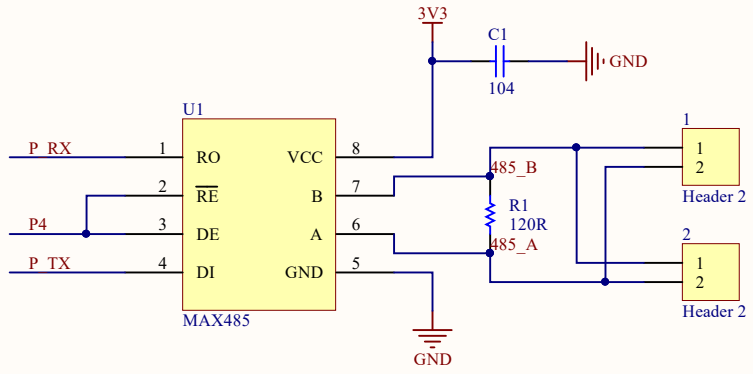 3V3
C1
104
GND
U1
P_RX
1
RO
VCC
8
2
RE
B
7
P4
3
DE
A
6
P_TX
4
DI
GND
5
MAX485
GND
485_B
R1
120R
485_A
1
1
2
Header 2
2
1
2
Header 2